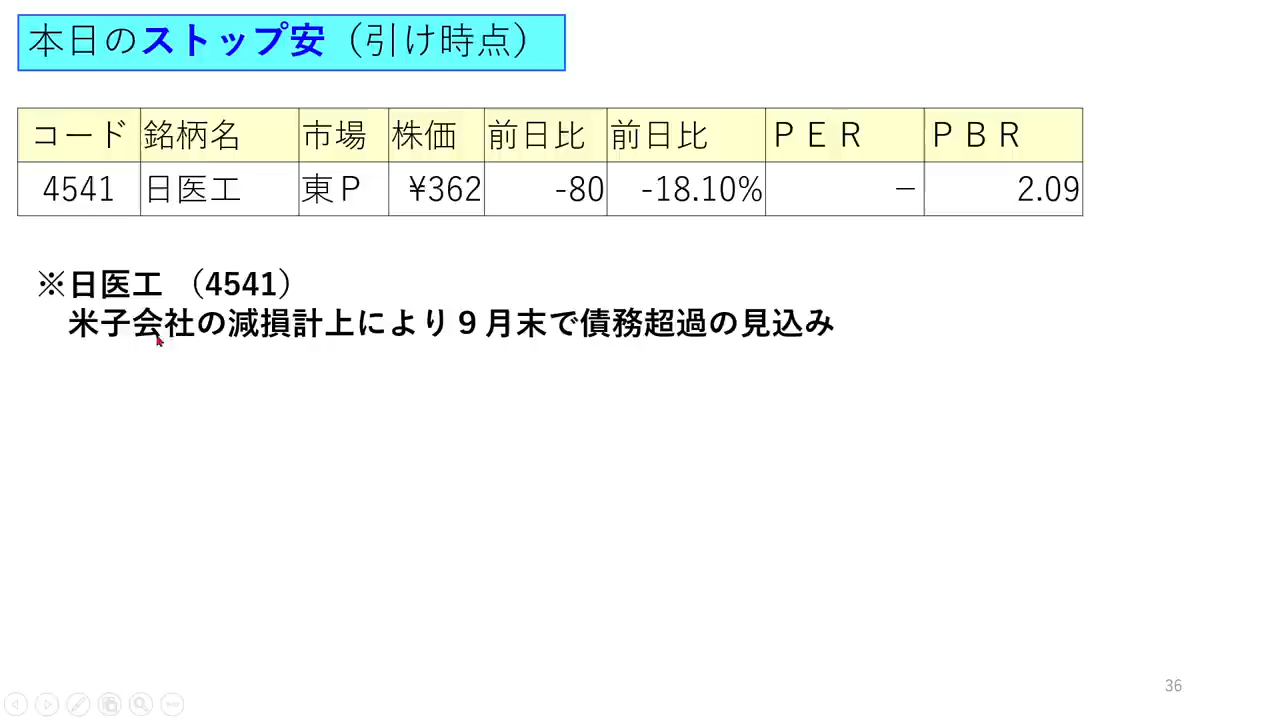 本日のストップ安（引け時点）
コード 銘柄名 市場 株価 前日比 前日比 ＰＥＲ ＰＢＲ
4541 日医工 東Ｐ ¥362 -80 -18.10% － 2.09
※日医工 （4541）
米子会社の減損計上により９月末で債務超過の見込み
36